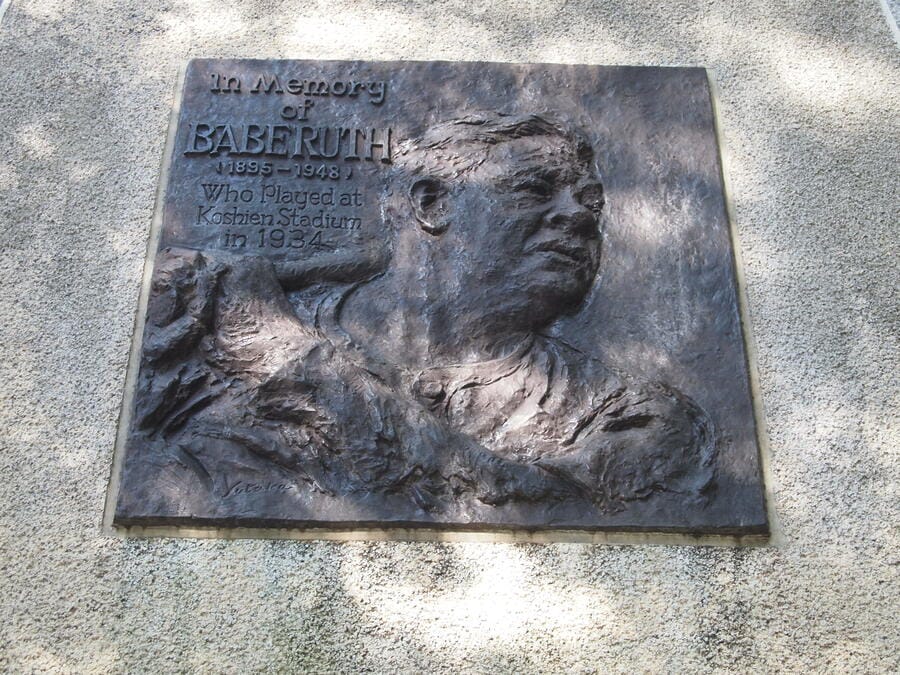 In Memory
of
BABE RUTH
(1895-1948)
Who Played at
Koshien Stadium
in 1934